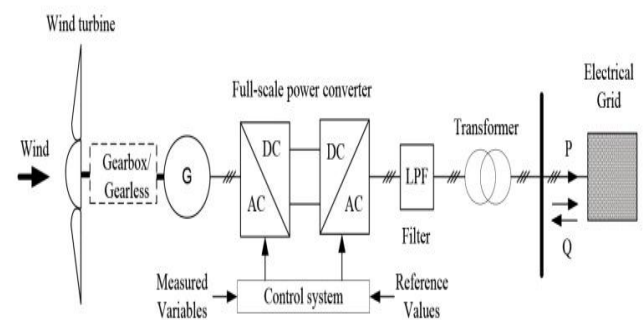 Wind turbine
Full-scale power converter
Electrical
Grid
Transformer
Wind
Gearbox/
Gearless
G
DC
AC
DC
AC
LPF
Filter
P
Q
Measured
Variables
Control system
Reference
Values